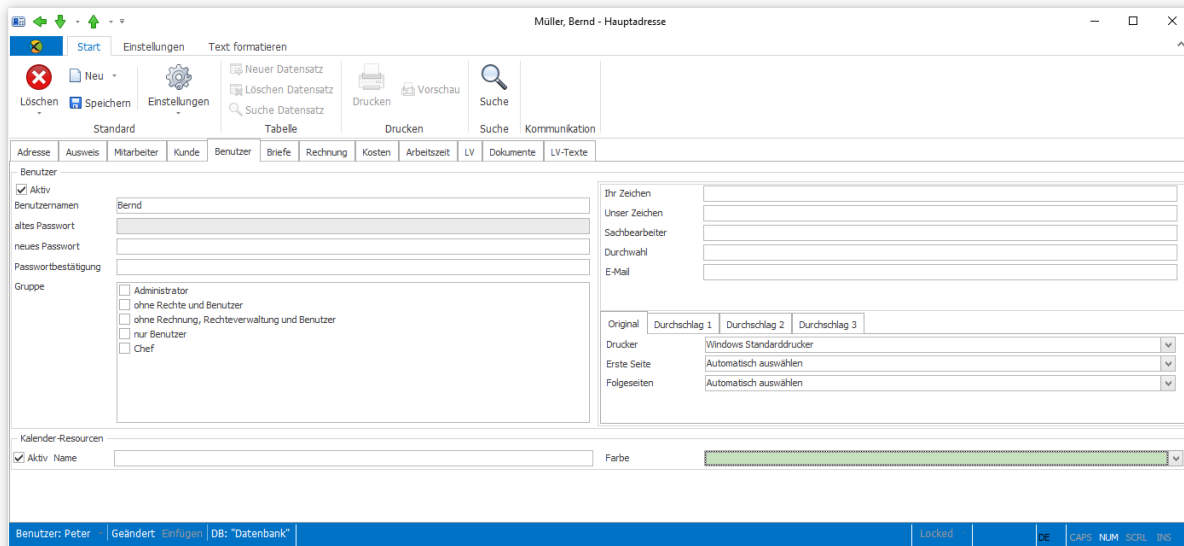 Müller, Bernd - Hauptadresse
Start Einstellungen Text formatieren
Löschen
Neu
Speichern
Einstellungen
Standard
Neuer Datensatz
Löschen Datensatz
Suche Datensatz
Tabelle
Drucken
Vorschau
Drucken
Suche
Suche
Kommunikation
Adresse Ausweis Mitarbeiter Kunde Benutzer Briefe Rechnung Kosten Arbeitszeit LV Dokumente LV-Texte
Benutzer
Aktiv
Benutzernamen Bernd
altes Passwort
neues Passwort
Passwortbestätigung
Gruppe
Administrator
ohne Rechte und Benutzer
ohne Rechnung, Rechteverwaltung und Benutzer
nur Benutzer
Chef
Ihr Zeichen
Unser Zeichen
Sachbearbeiter
Durchwahl
E-Mail
Original Durchschlag 1 Durchschlag 2 Durchschlag 3
Drucker Windows Standarddrucker
Erste Seite Automatisch auswählen
Folgeseiten Automatisch auswählen
Kalender-Resourcen
Aktiv Name
Farbe
Benutzer: Peter Geändert Einfügen DB: "Datenbank" Locked DE CAPS NUM SCRL INS